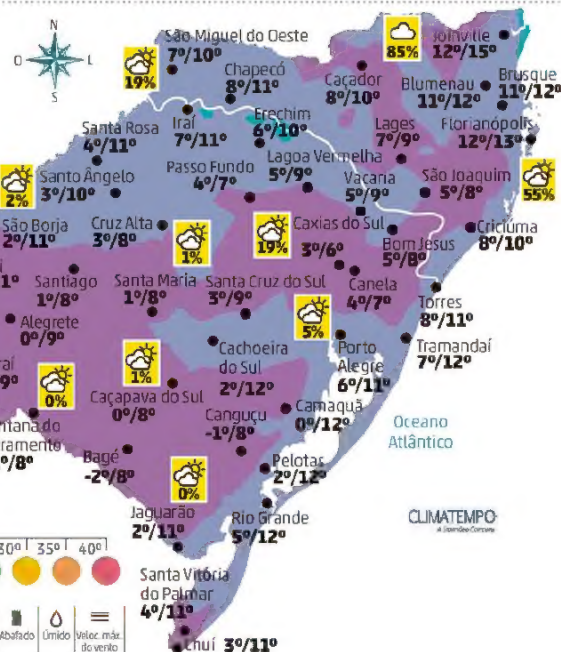 N
O
L
S
São Miguel do Oeste
7º/10º
19%
Chapecó
8º/11º
85%
Joinville
12º/15º
Caçador
8º/10º
Blumenau
11º/12º
Brusque
11º/12º
Santa Rosa
4º/11º
Iraí
7º/11º
Erechim
6º/10º
Lages
7º/9º
Florianópolis
12º/13º
2%
Santo Ângelo
3º/10º
Passo Fundo
4º/7º
Lagoa Vermelha
5º/9º
Vacaria
5º/9º
São Joaquim
5º/8º
55%
São Borja
2º/11º
Cruz Alta
3º/8º
1%
19%
Caxias do Sul
3º/6º
Bom Jesus
5º/8º
Criciúma
8º/10º
1º
Santiago
1º/8º
Santa Maria
1º/8º
Santa Cruz do Sul
3º/9º
Canela
4º/7º
Torres
8º/11º
Alegrete
0º/9º
5%
Cachoeira
do Sul
2º/12º
Porto
Alegre
6º/11º
Tramandaí
7º/12º
9º
0%
1%
Caçapava do Sul
0º/8º
Canguçu
-1º/8º
Camaquã
0º/12º
Oceano
Atlântico
ntana do
ramento
º/8º
Bagé
-2º/8º
0%
Pelotas
2º/12º
Jaguarão
2º/11º
Rio Grande
5º/12º
CLIMATEMPO
30º
35º
40º
Santa Vitória
do Palmar
4º/11º
Abafado
Úmido
Veloc. máx.
do vento
Chuí 3º/11º